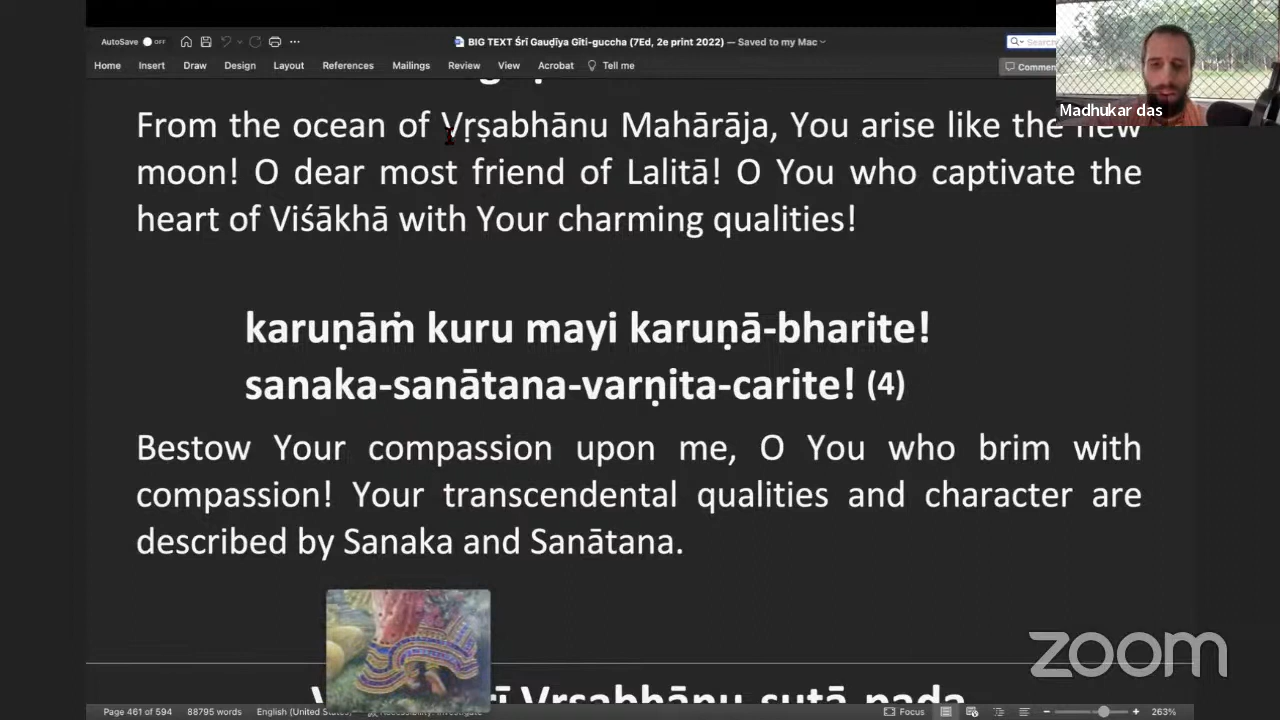 AutoSave OFF
BIG TEXT Śrī Gauḍīya Gīti-guccha (7Ed, 2e print 2022) — Saved to my Mac
Home Insert Draw Design Layout References Mailings Review View Acrobat Tell me
Madhukar das
From the ocean of Vṛṣabhānu Mahārāja, You arise like the new
moon! O dear most friend of Lalitā! O You who captivate the
heart of Viśākhā with Your charming qualities!
karuṇāṁ kuru mayi karuṇā-bharite!
sanaka-sanātana-varṇita-carite! (4)
Bestow Your compassion upon me, O You who brim with
compassion! Your transcendental qualities and character are
described by Sanaka and Sanātana.
zoom
Vṛṣabhānu-sutā-pada
Page 461 of 594 88795 words English (United States) Accessibility: Investigate Focus 263%